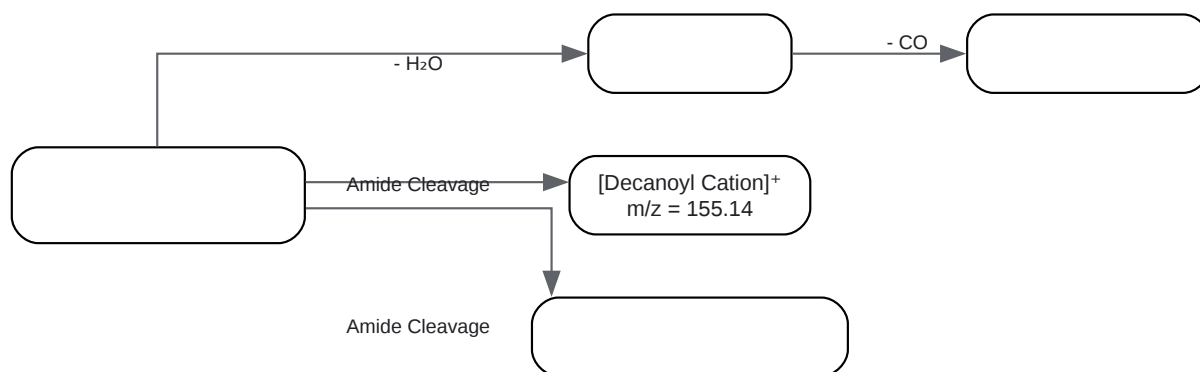 - CO
- H₂O
Amide Cleavage
[Decanoyl Cation]⁺
m/z = 155.14
Amide Cleavage